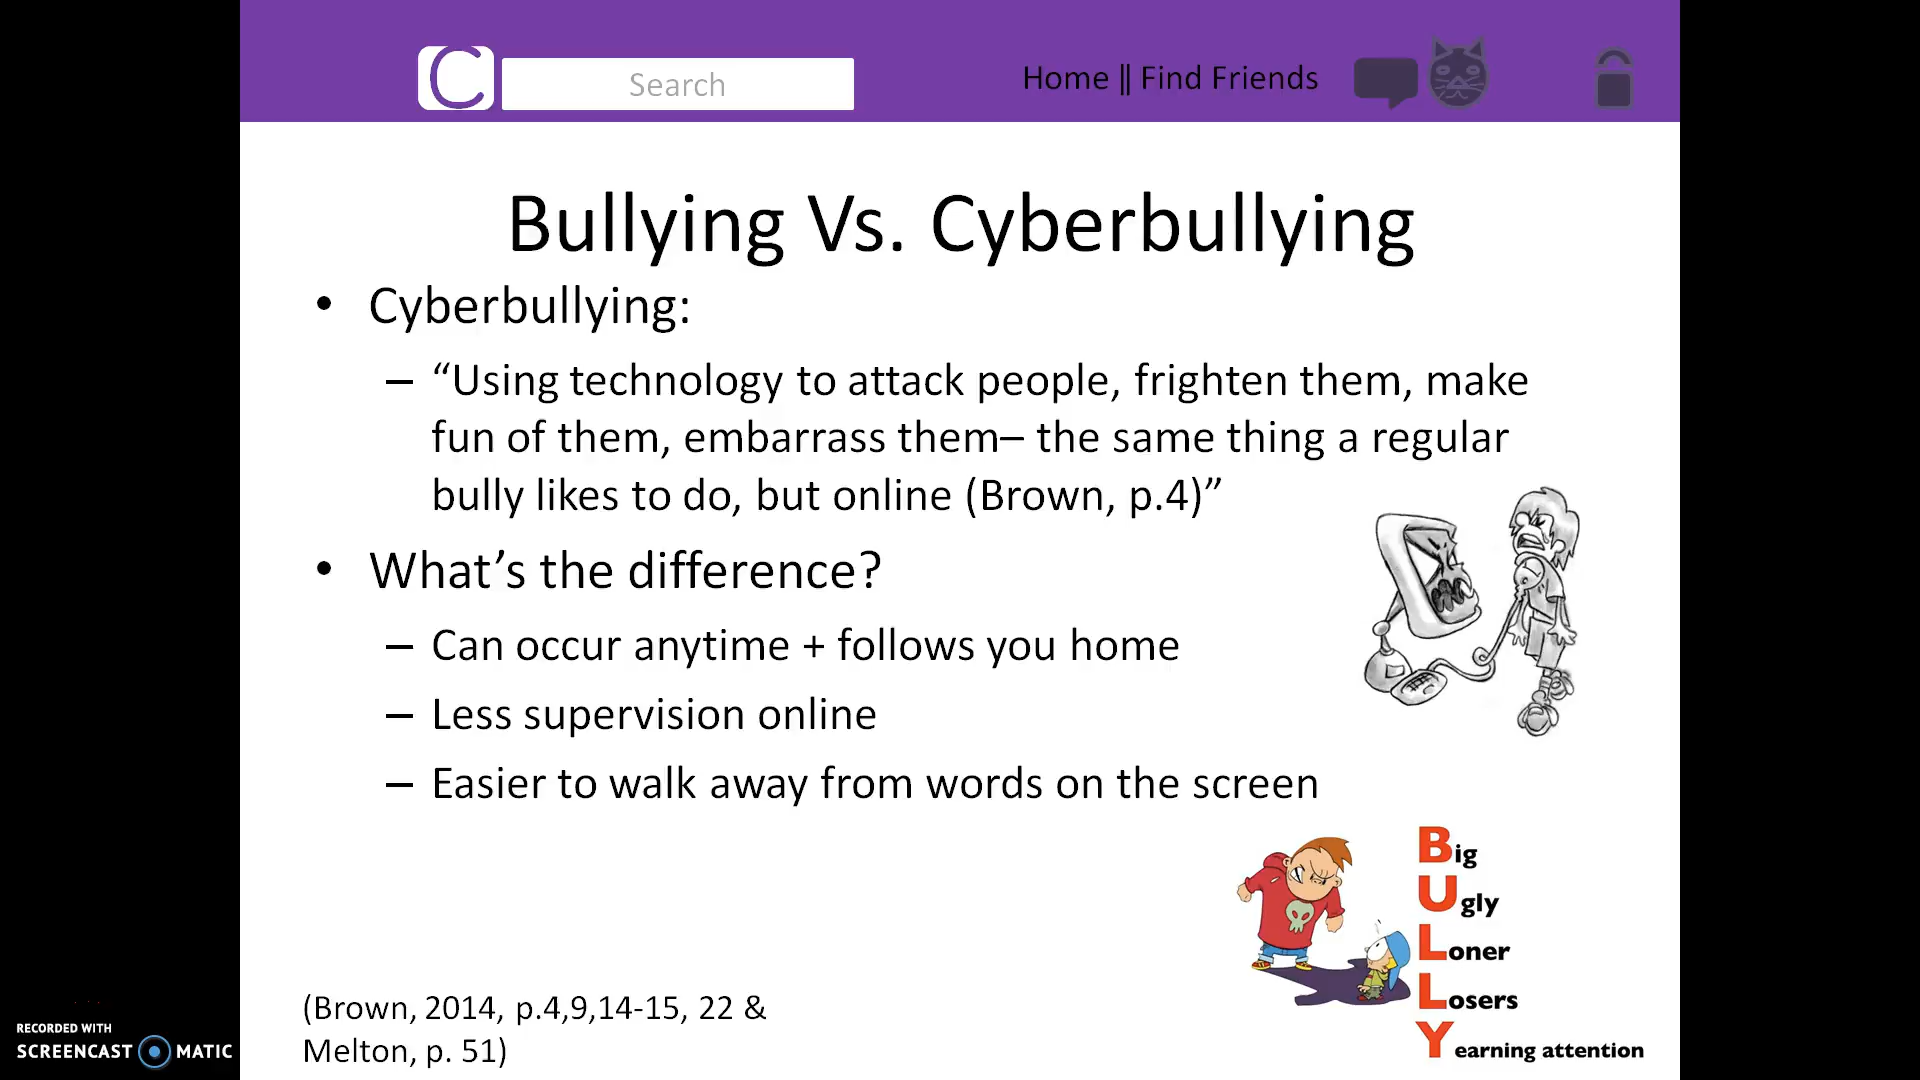 C
Search
Home || Find Friends
Bullying Vs. Cyberbullying
• Cyberbullying:
– “Using technology to attack people, frighten them, make
fun of them, embarrass them– the same thing a regular
bully likes to do, but online (Brown, p.4)”
• What’s the difference?
– Can occur anytime + follows you home
– Less supervision online
– Easier to walk away from words on the screen
Big
Ugly
Loner
Losers
Yearning attention
(Brown, 2014, p.4,9,14-15, 22 &
Melton, p. 51)
RECORDED WITH
SCREENCAST MATIC